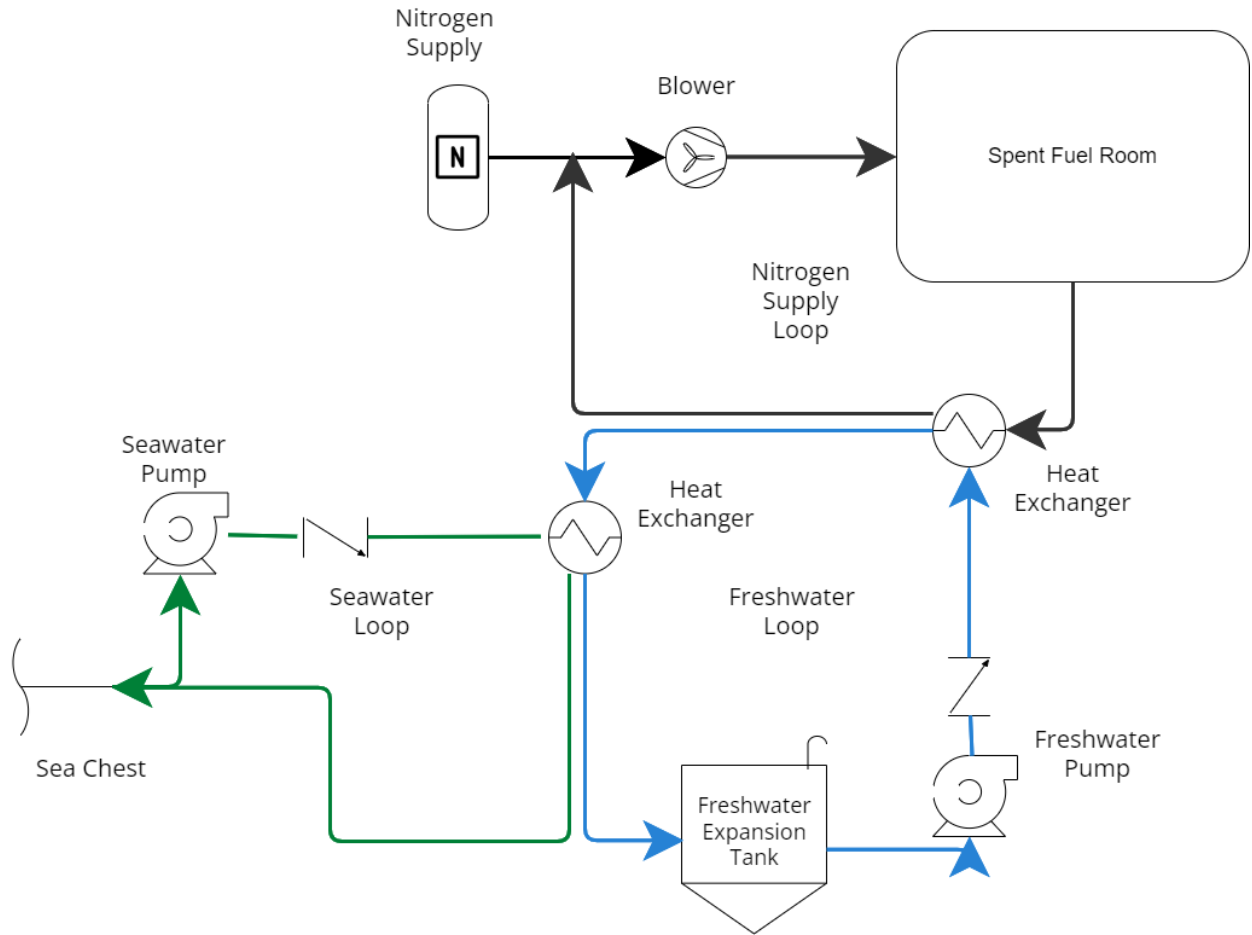 Nitrogen
Supply
N
Blower
Spent Fuel Room
Nitrogen
Supply
Loop
Seawater
Pump
Heat
Exchanger
Heat
Exchanger
Seawater
Loop
Freshwater
Loop
Sea Chest
Freshwater
Pump
Freshwater
Expansion
Tank